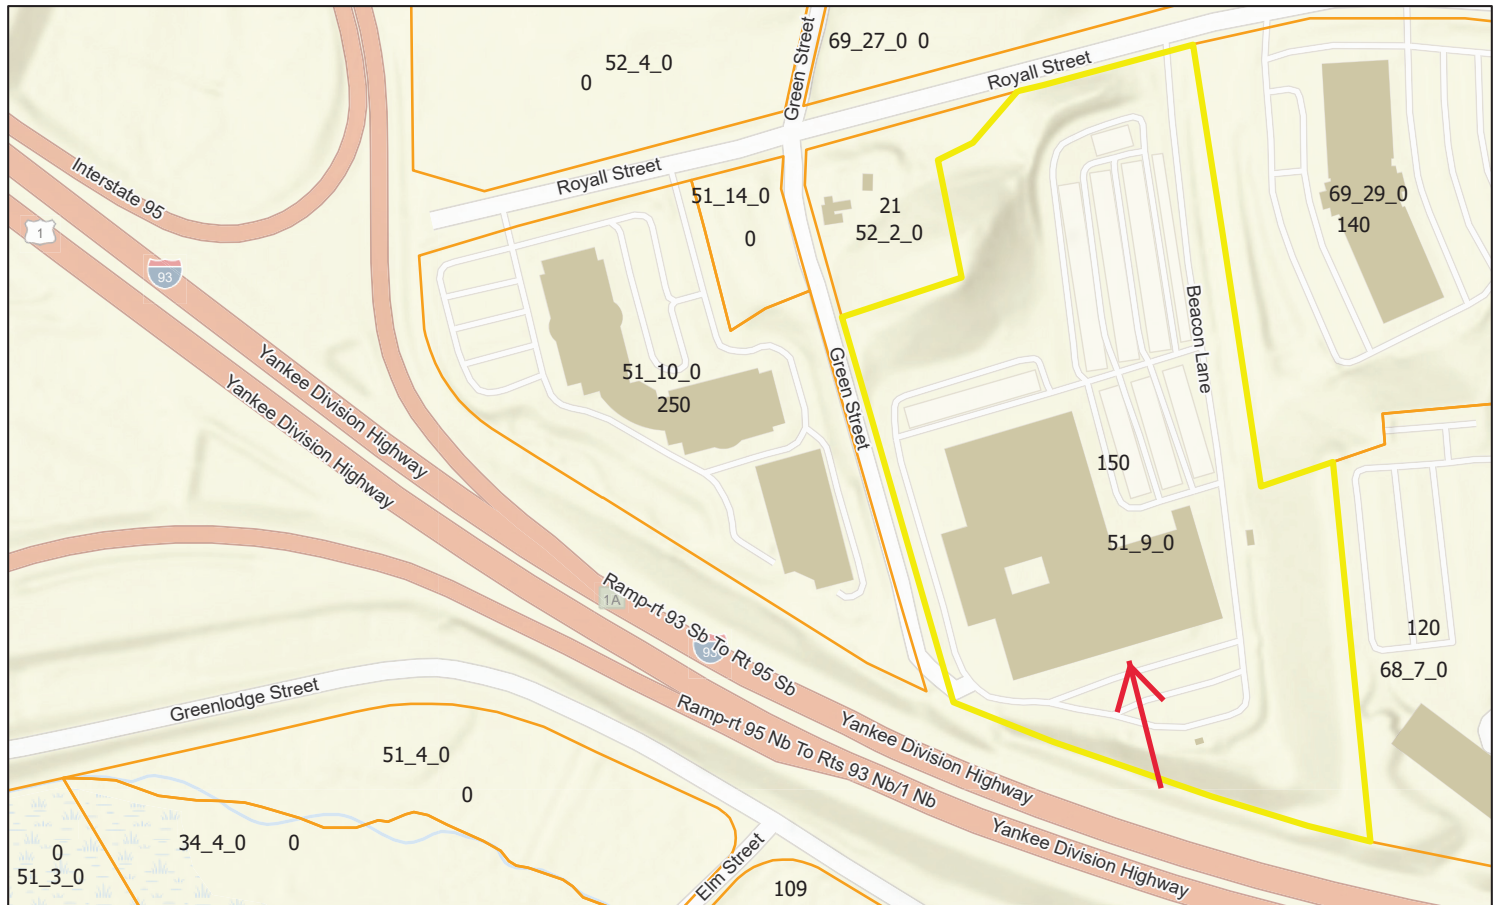 69_27_0 0
52_4_0
0
Green Street
Royall Street
Interstate 95
Royall Street
51_14_0
0
21
52_2_0
69_29_0
140
1
93
Beacon Lane
Yankee Division Highway
Yankee Division Highway
51_10_0
250
Green Street
150
51_9_0
1A
Ramp-rt 93 Sb To Rt 95 Sb
93
120
68_7_0
Greenlodge Street
Ramp-rt 95 Nb To Rts 93 Nb/1 Nb
Yankee Division Highway
51_4_0
0
34_4_0 0
0
51_3_0
Elm Street
109
Yankee Division Highway